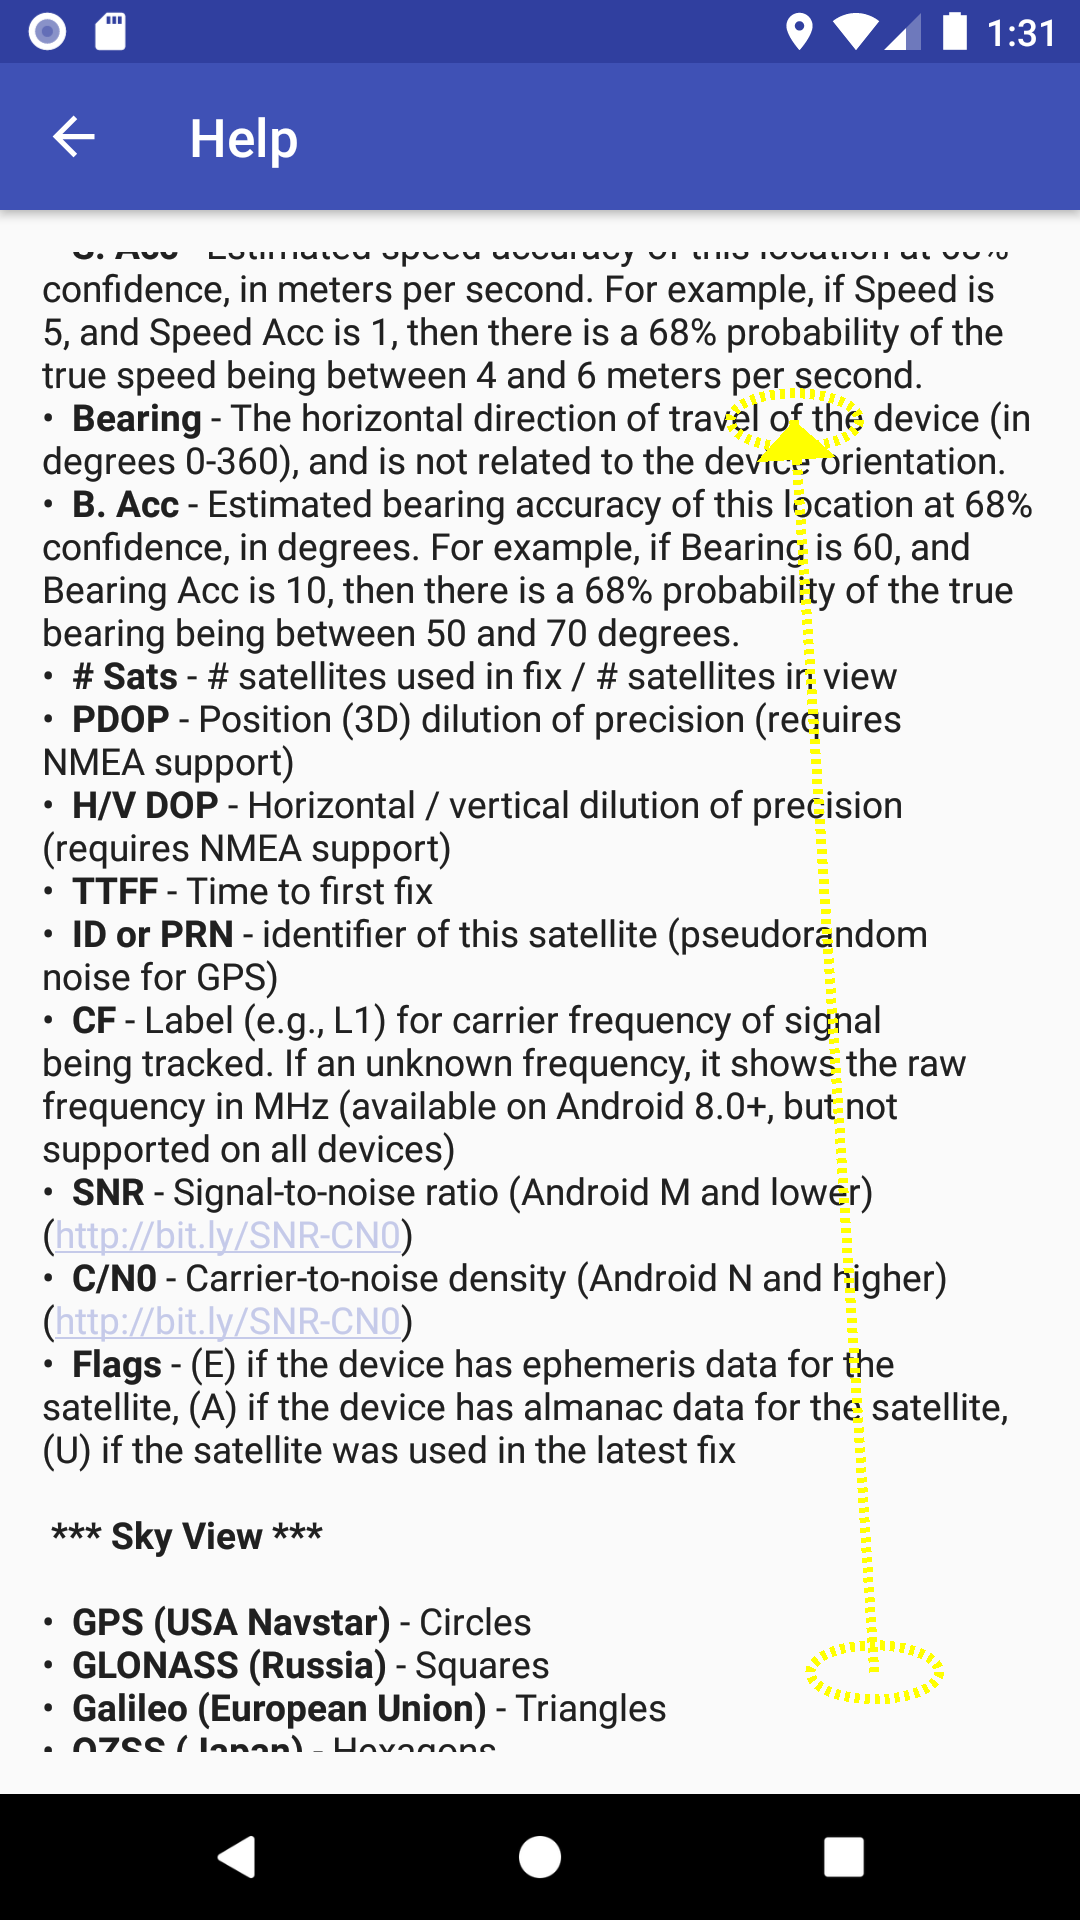 1:31
Help
S. Acc - Estimated speed accuracy of this location at 68%
confidence, in meters per second. For example, if Speed is
5, and Speed Acc is 1, then there is a 68% probability of the
true speed being between 4 and 6 meters per second.
• Bearing - The horizontal direction of travel of the device (in
degrees 0-360), and is not related to the device orientation.
• B. Acc - Estimated bearing accuracy of this location at 68%
confidence, in degrees. For example, if Bearing is 60, and
Bearing Acc is 10, then there is a 68% probability of the true
bearing being between 50 and 70 degrees.
• # Sats - # satellites used in fix / # satellites in view
• PDOP - Position (3D) dilution of precision (requires
NMEA support)
• H/V DOP - Horizontal / vertical dilution of precision
(requires NMEA support)
• TTFF - Time to first fix
• ID or PRN - identifier of this satellite (pseudorandom
noise for GPS)
• CF - Label (e.g., L1) for carrier frequency of signal
being tracked. If an unknown frequency, it shows the raw
frequency in MHz (available on Android 8.0+, but not
supported on all devices)
• SNR - Signal-to-noise ratio (Android M and lower)
(http://bit.ly/SNR-CN0)
• C/N0 - Carrier-to-noise density (Android N and higher)
(http://bit.ly/SNR-CN0)
• Flags - (E) if the device has ephemeris data for the
satellite, (A) if the device has almanac data for the satellite,
(U) if the satellite was used in the latest fix
*** Sky View ***
• GPS (USA Navstar) - Circles
• GLONASS (Russia) - Squares
• Galileo (European Union) - Triangles
• QZSS (Japan) - Hexagons